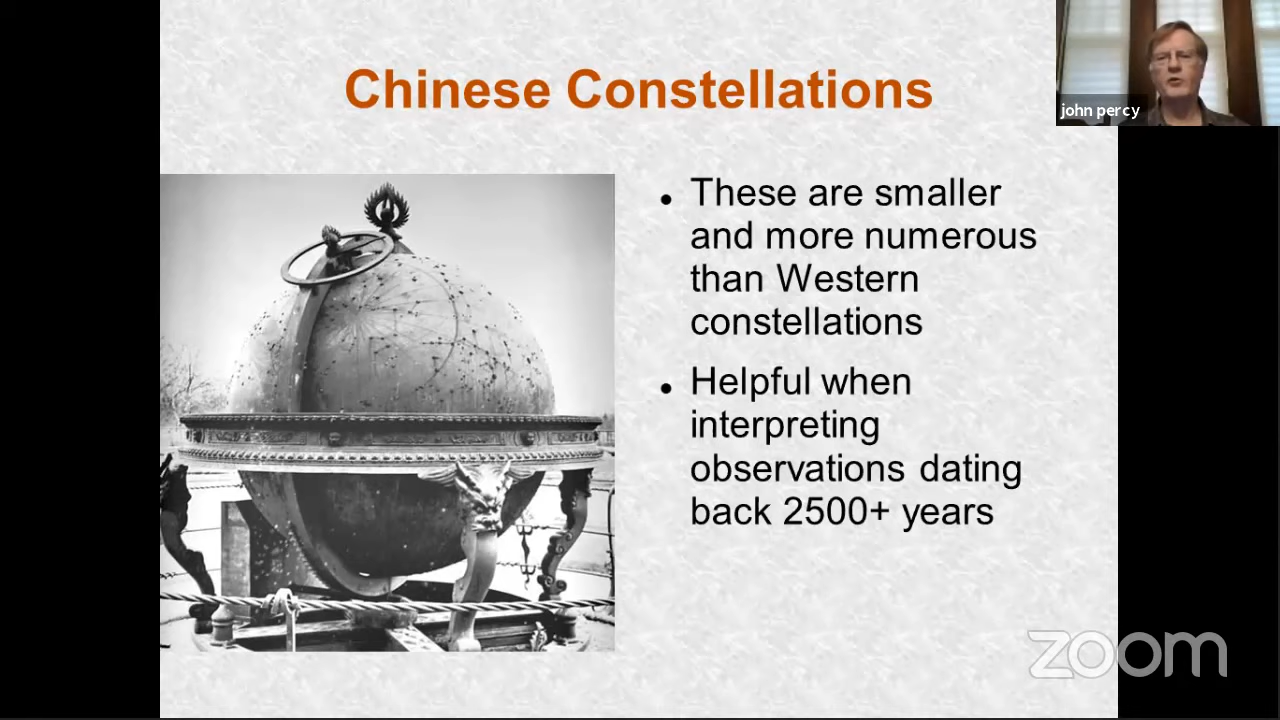 Chinese Constellations
john percy
These are smaller
and more numerous
than Western
constellations
Helpful when
interpreting
observations dating
back 2500+ years
zoom